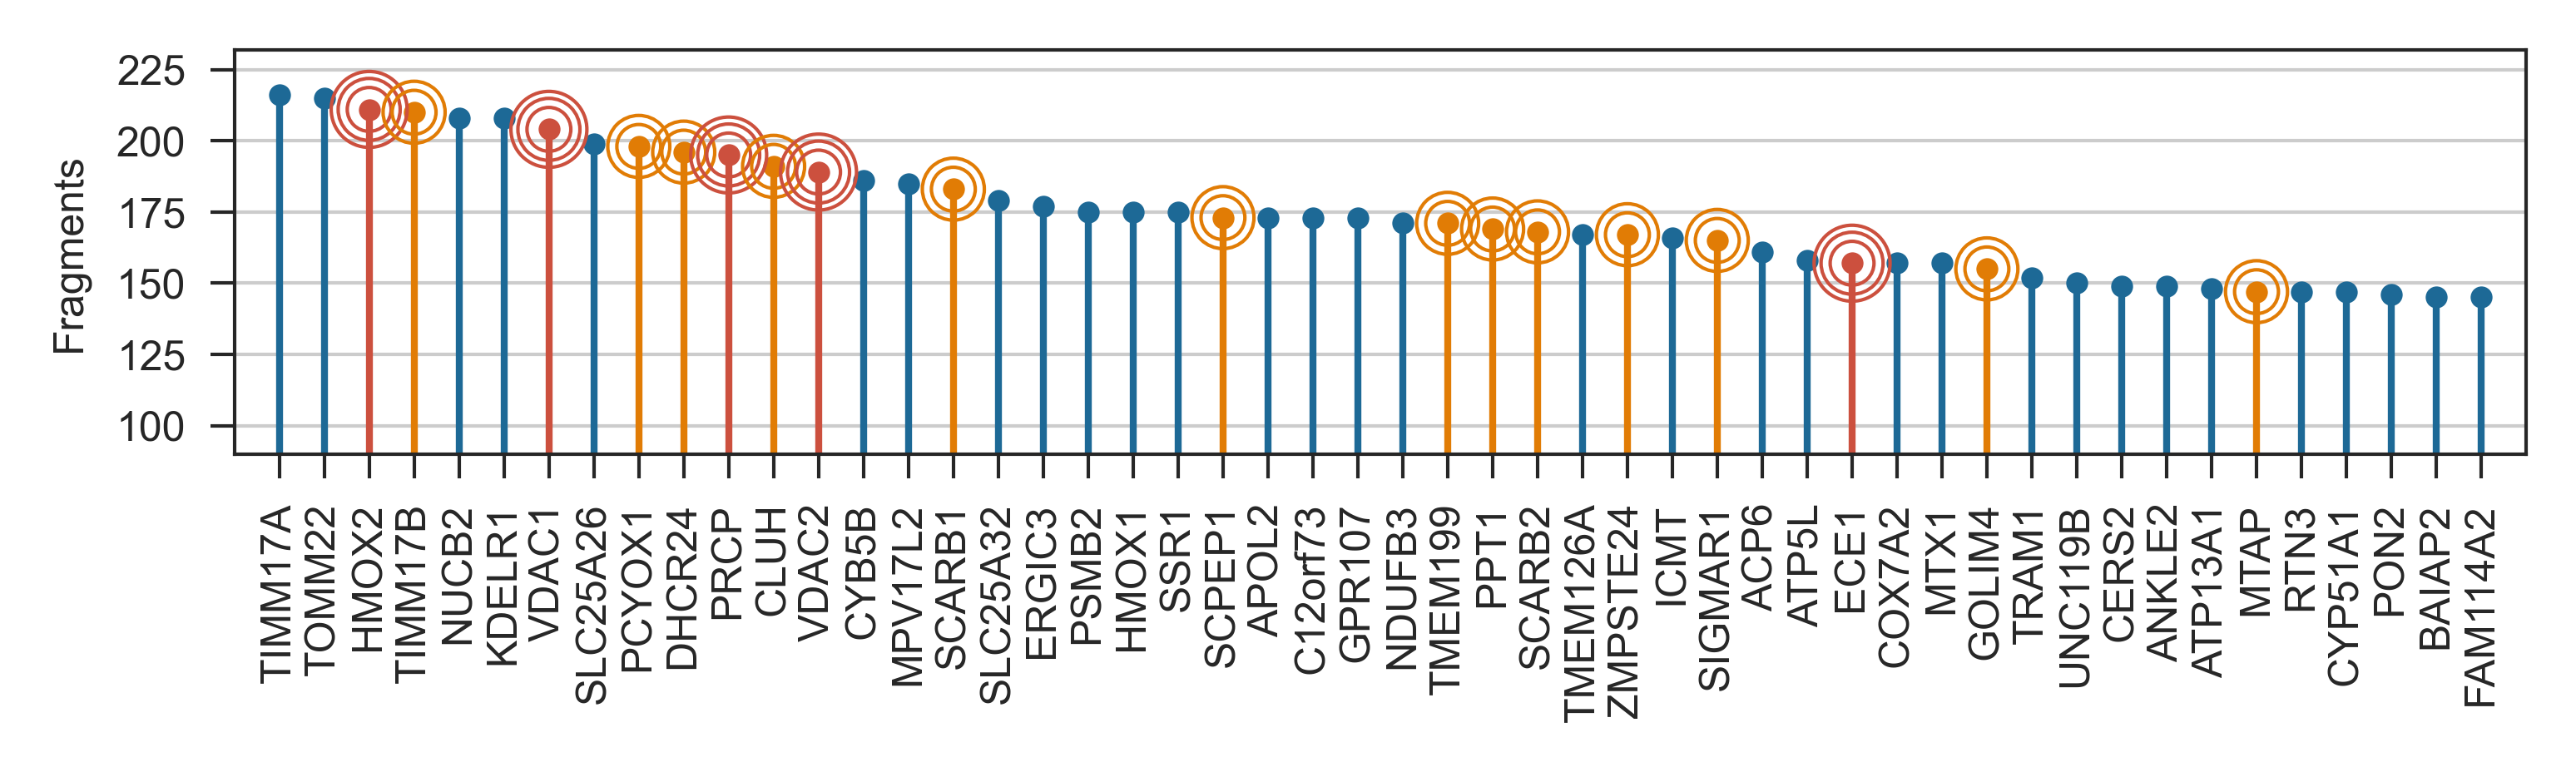 Fragments
225
200
175
150
125
100
TIMM17A
TOMM22
HMOX2
TIMM17B
NUCB2
KDELR1
VDAC1
SLC25A26
PCYOX1
DHCR24
PRCP
CLUH
VDAC2
CYB5B
MPV17L2
SCARB1
SLC25A32
ERGIC3
PSMB2
HMOX1
SSR1
SCPEP1
APOL2
C12orf73
GPR107
NDUFB3
TMEM199
PPT1
SCARB2
TMEM126A
ZMPSTE24
ICMT
SIGMAR1
ACP6
ATP5L
ECE1
COX7A2
MTX1
GOLIM4
TRAM1
UNC119B
CERS2
ANKLE2
ATP13A1
MTAP
RTN3
CYP51A1
PON2
BAIAP2
FAM114A2